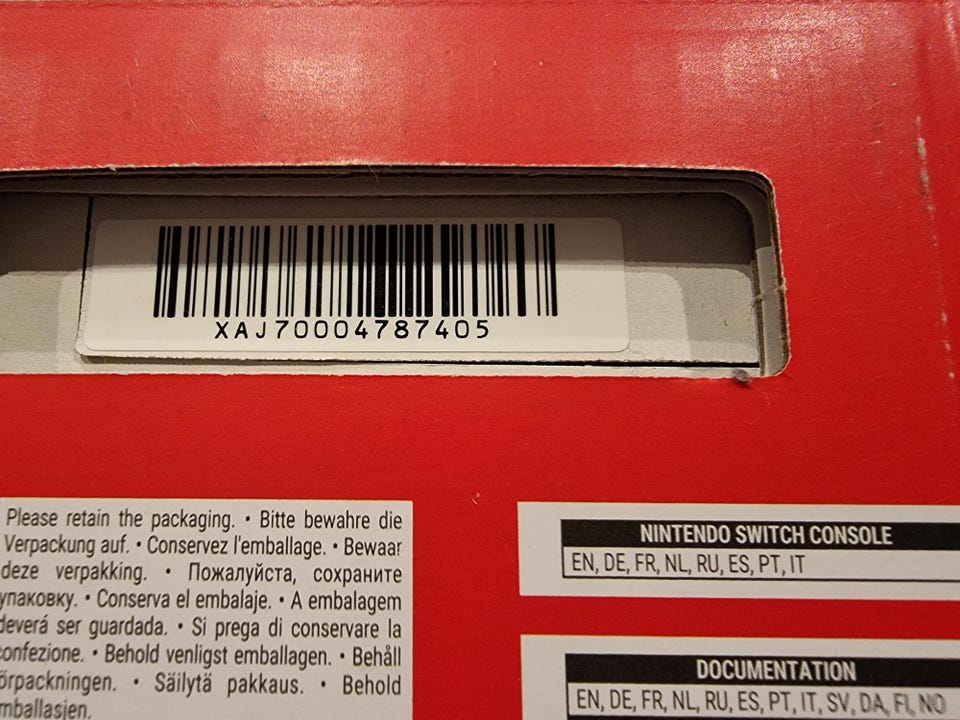 XAJ70004787405
Please retain the packaging. • Bitte bewahre die
Verpackung auf. • Conservez l'emballage. • Bewaar
deze verpakking. • Пожалуйста, сохраните
упаковку. • Conserva el embalaje. • A embalagem
deverá ser guardada. • Si prega di conservare la
confezione. • Behold venligst emballagen. • Behåll
förpackningen. • Säilytä pakkaus. • Behold
emballasjen.
NINTENDO SWITCH CONSOLE
EN, DE, FR, NL, RU, ES, PT, IT
DOCUMENTATION
EN, DE, FR, NL, RU, ES, PT, IT, SV, DA, FI, NO